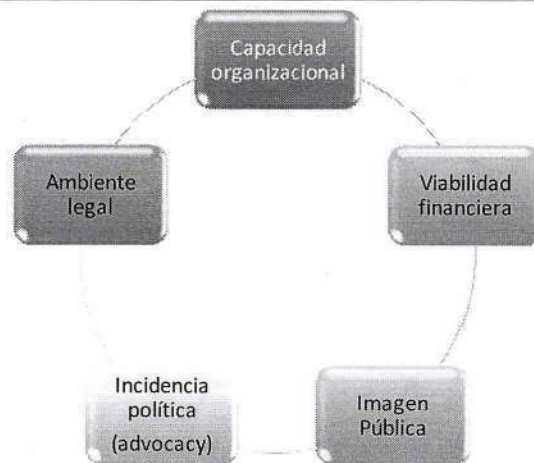 Capacidad
organizacional
Viabilidad
financiera
Imagen
Pública
Incidencia
política
(advocacy)
Ambiente
legal